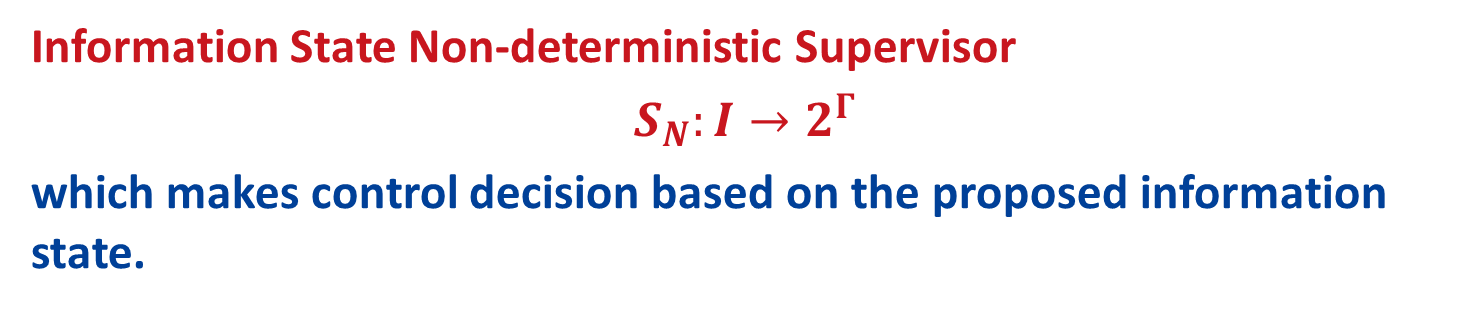 Information State Non-deterministic Supervisor
S_N: I → 2^Γ
which makes control decision based on the proposed information
state.